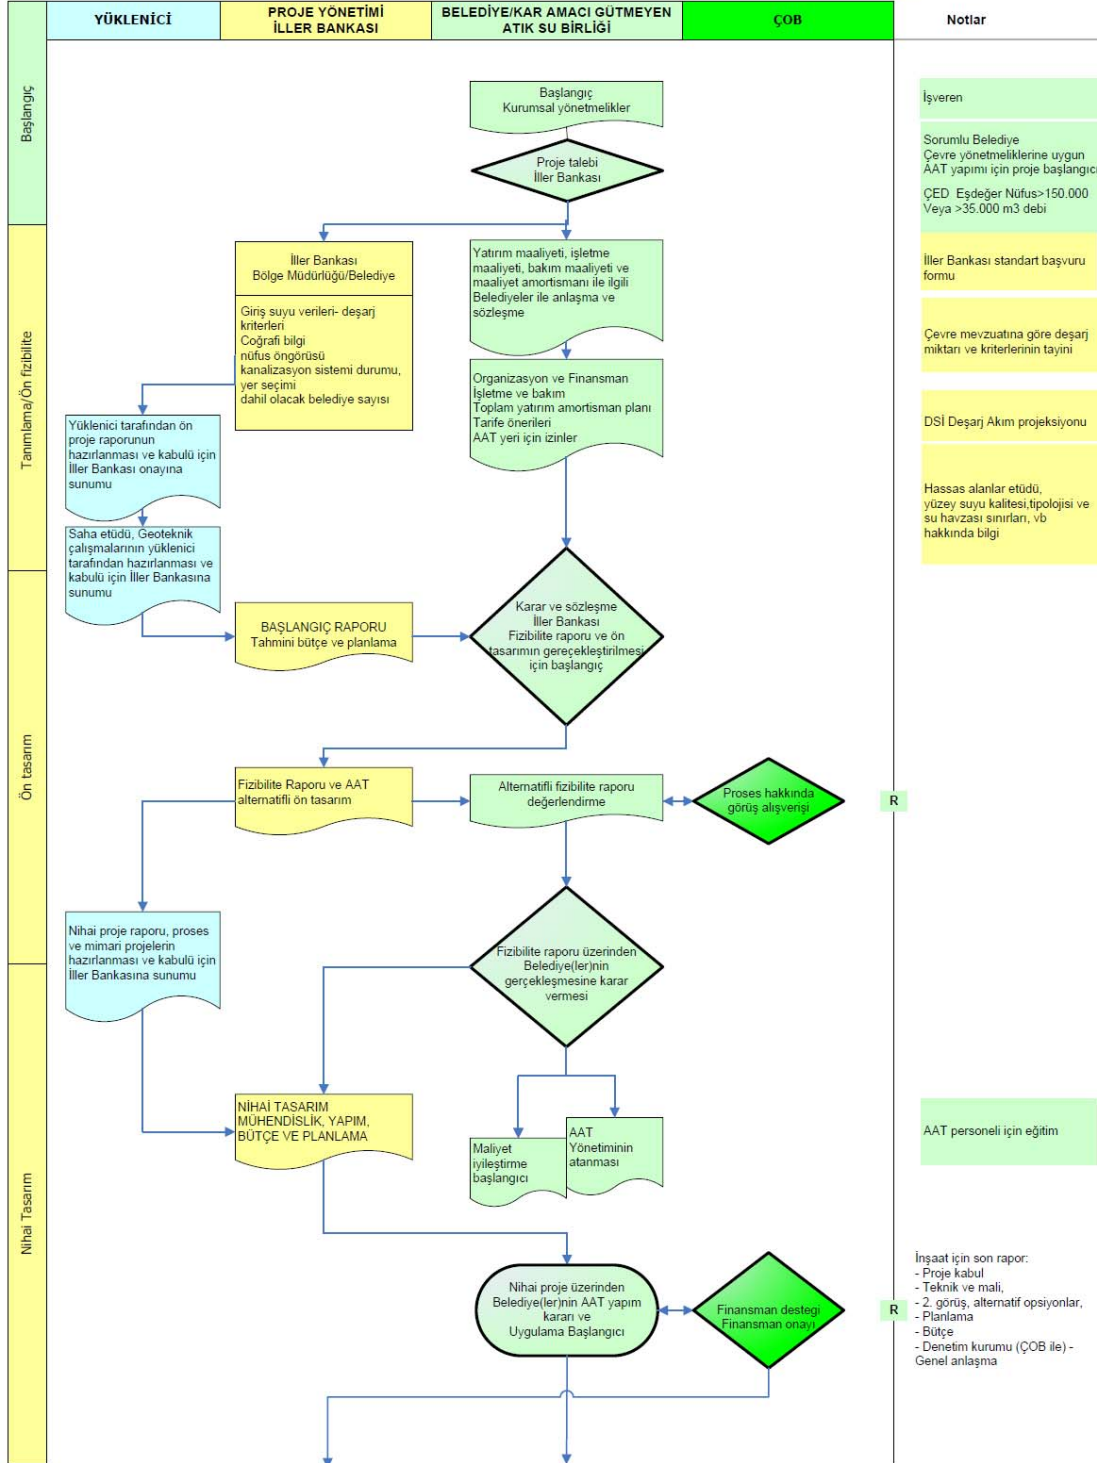 YÜKLENİCİ
PROJE YÖNETİMİ
İLLER BANKASI
BELEDİYE/KAR AMACI GÜTMEYEN
ATIK SU BİRLİĞİ
ÇOB
Notlar
Başlangıç
Başlangıç
Kurumsal yönetmelikler
Proje talebi
İller Bankası
İşveren
Sorumlu Belediye
Çevre yönetmeliklerine uygun
AAT yapımı için proje başlangıcı
ÇED Eşdeğer Nüfus>150.000
Veya >35.000 m3 debi
Tanımlama/Ön fizibilite
İller Bankası
Bölge Müdürlüğü/Belediye
Giriş suyu verileri- deşarj
kriterleri
Coğrafi bilgi
nüfus öngörüsü
kanalizasyon sistemi durumu,
yer seçimi
dahil olacak belediye sayısı
Yatırım maaliyeti, işletme
maaliyeti, bakım maaliyeti ve
maaliyet amortismanı ile ilgili
Belediyeler ile anlaşma ve
sözleşme
Organizasyon ve Finansman
İşletme ve bakım
Toplam yatırım amortisman planı
Tarife önerileri
AAT yeri için izinler
İller Bankası standart başvuru
formu
Çevre mevzuatına göre deşarj
miktarı ve kriterlerinin tayini
DSİ Deşarj Akım projeksiyonu
Hassas alanlar etüdü,
yüzey suyu kalitesi,tipolojisi ve
su havzası sınırları, vb
hakkında bilgi
Yüklenici tarafından ön
proje raporunun
hazırlanması ve kabulü için
İller Bankası onayına
sunumu
Saha etüdü, Geoteknik
çalışmalarının yüklenici
tarafından hazırlanması ve
kabulü için İller Bankasına
sunumu
Ön tasarım
BAŞLANGIÇ RAPORU
Tahmini bütçe ve planlama
Karar ve sözleşme
İller Bankası
Fizibilite raporu ve ön
tasarımın gereçekleştirilmesi
için başlangıç
Fizibilite Raporu ve AAT
alternatifli ön tasarım
Alternatifli fizibilite raporu
değerlendirme
Proses hakkında
görüş alışverişi
R
Nihai proje raporu, proses
ve mimari projelerin
hazırlanması ve kabulü için
İller Bankasına sunumu
Fizibilite raporu üzerinden
Belediye(ler)nin
gerçekleşmesine karar
vermesi
Nihai Tasarım
NİHAİ TASARIM
MÜHENDİSLİK, YAPIM,
BÜTÇE VE PLANLAMA
Maliyet
iyileştirme
başlangıcı
AAT
Yönetiminin
atanması
AAT personeli için eğitim
Nihai proje üzerinden
Belediye(ler)nin AAT yapım
kararı ve
Uygulama Başlangıcı
Finansman destegi
Finansman onayı
R
İnşaat için son rapor:
- Proje kabul
- Teknik ve mali,
- 2. görüş, alternatif opsiyonlar,
- Planlama
- Bütçe
- Denetim kurumu (ÇOB ile) -
Genel anlaşma